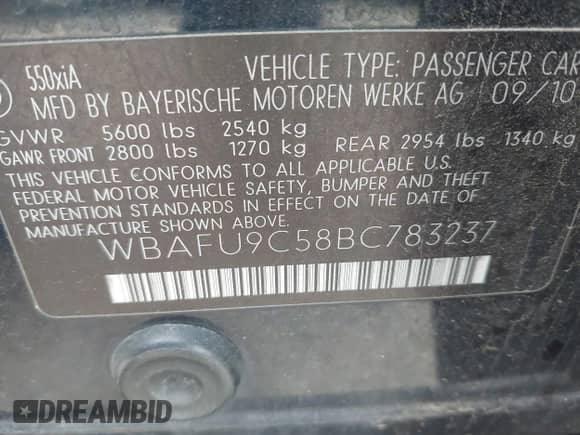 550xiA VEHICLE TYPE: PASSENGER CAR
MFD BY BAYERISCHE MOTOREN WERKE AG 09/10
GVWR 5600 lbs 2540 kg
GAWR FRONT 2800 lbs 1270 kg REAR 2954 lbs 1340 kg
THIS VEHICLE CONFORMS TO ALL APPLICABLE U.S.
FEDERAL MOTOR VEHICLE SAFETY, BUMPER AND THEFT
PREVENTION STANDARDS IN EFFECT ON THE DATE OF
MANUFACTURE SHOWN ABOVE.
WBAFU9C58BC783237
DREAMBID